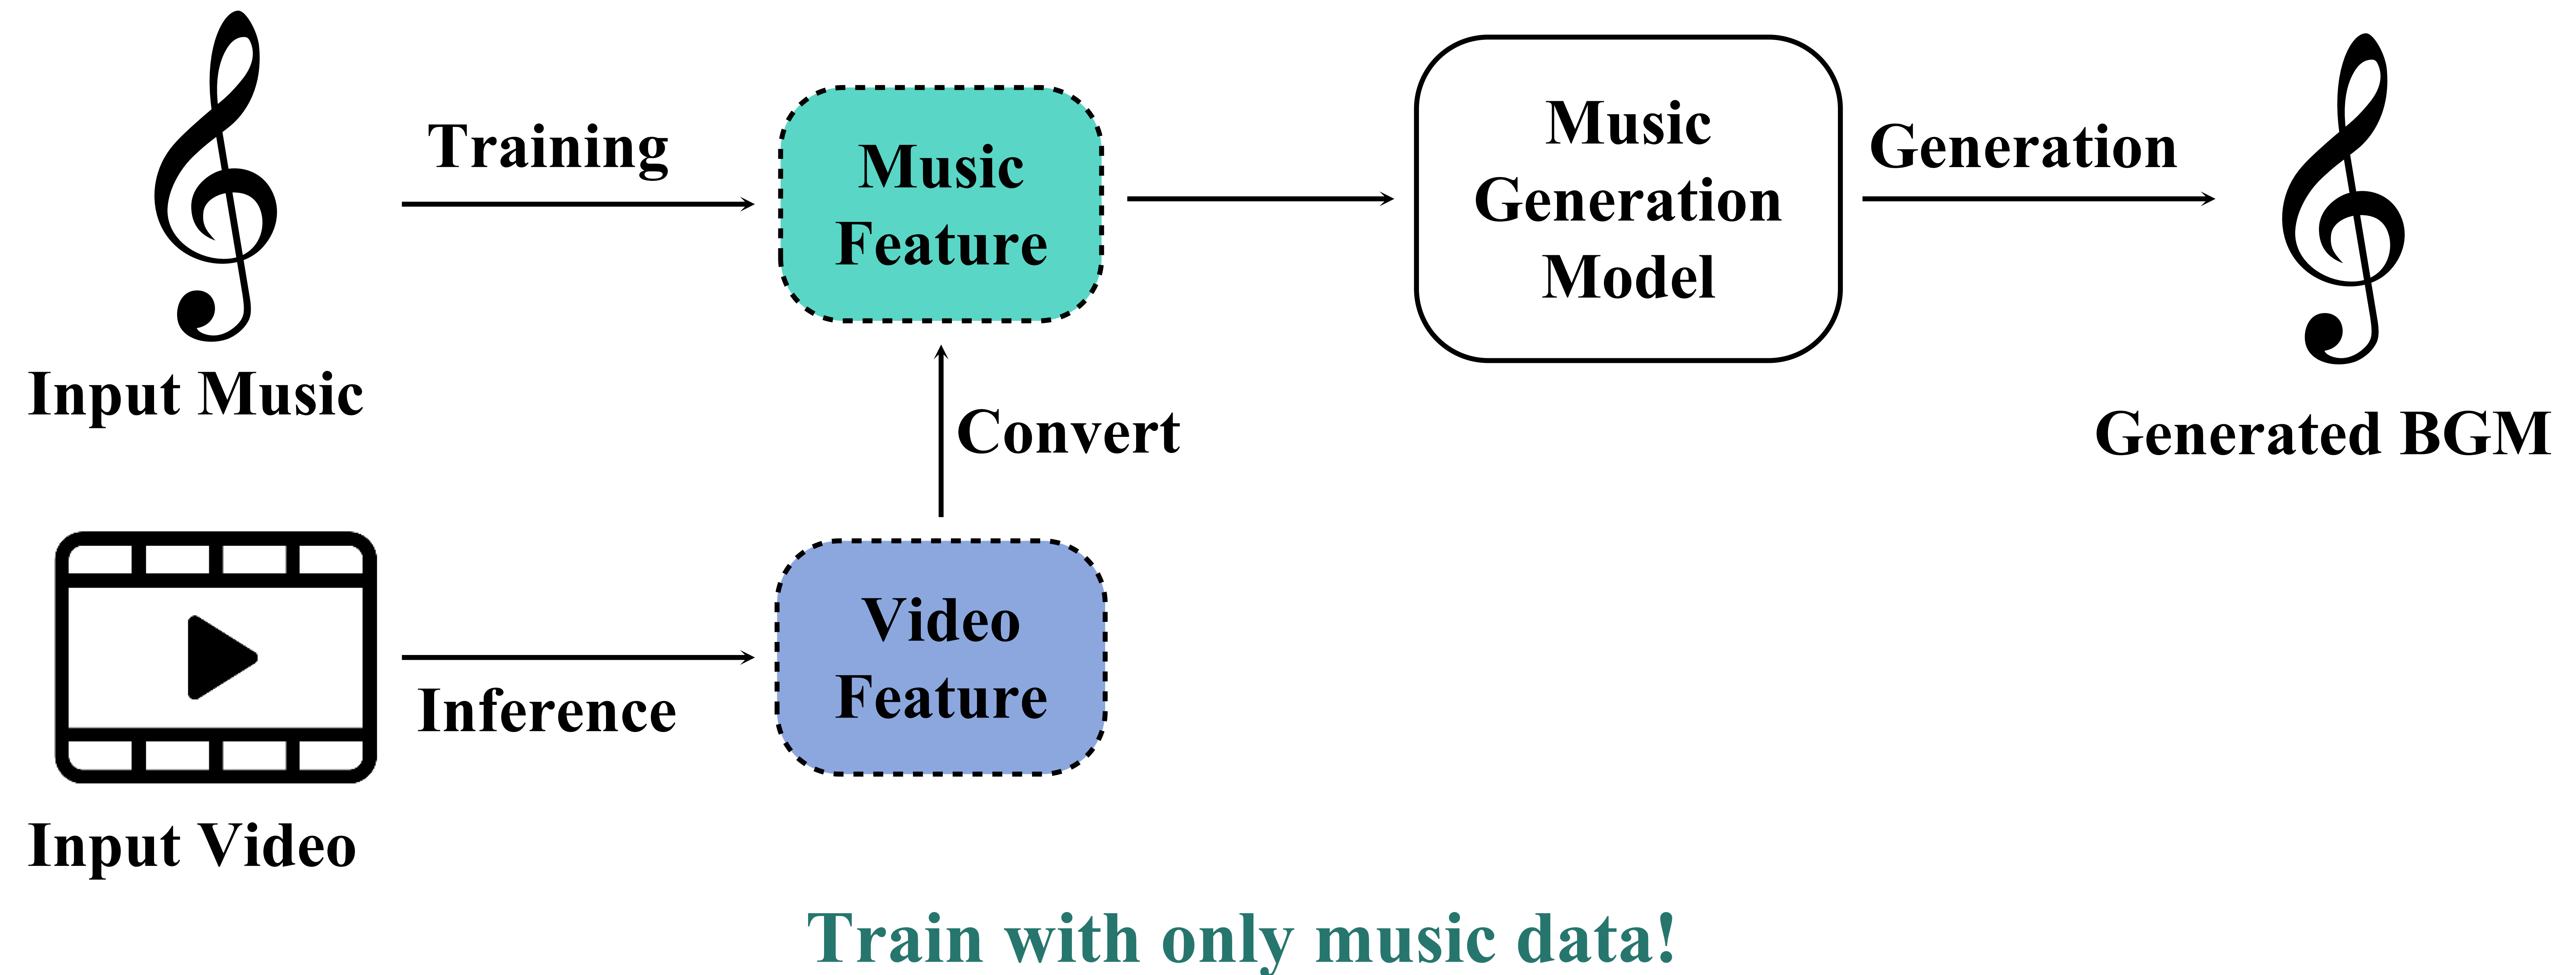 Training
Music
Feature
Music
Generation
Model
Generation
Input Music
Convert
Generated BGM
Video
Feature
Inference
Input Video
Train with only music data!